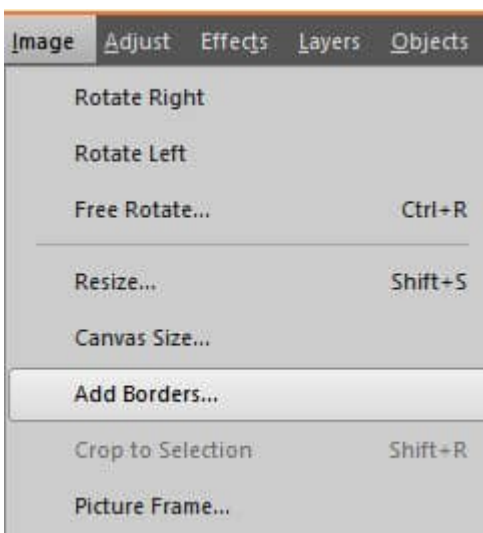 Image Adjust Effects Layers Objects
Rotate Right
Rotate Left
Free Rotate... Ctrl+R
Resize... Shift+S
Canvas Size...
Add Borders...
Crop to Selection Shift+R
Picture Frame...